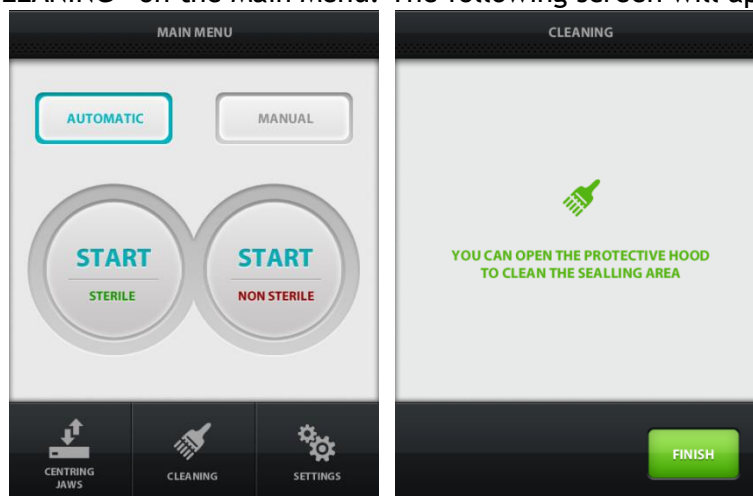 CLEANING" on the Main Menu. The following screen will ap
MAIN MENU
AUTOMATIC
MANUAL
START
STERILE
START
NON STERILE
CENTRING
JAWS
CLEANING
SETTINGS
CLEANING
YOU CAN OPEN THE PROTECTIVE HOOD
TO CLEAN THE SEALLING AREA
FINISH